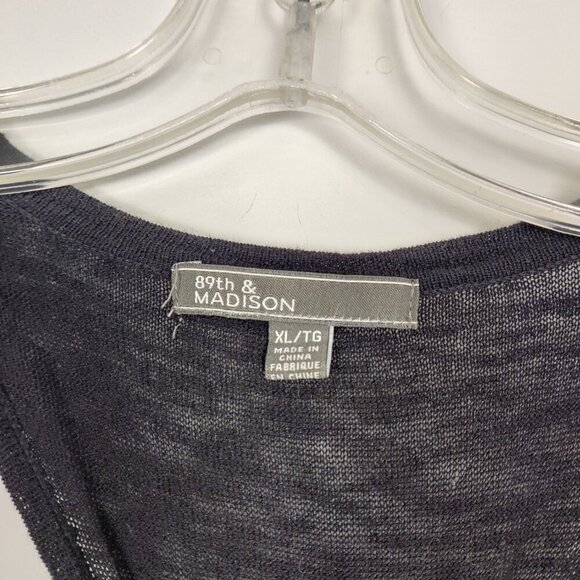 89th &
MADISON
XL/TG
MADE IN
CHINA
FABRIQUE
EN CHINE